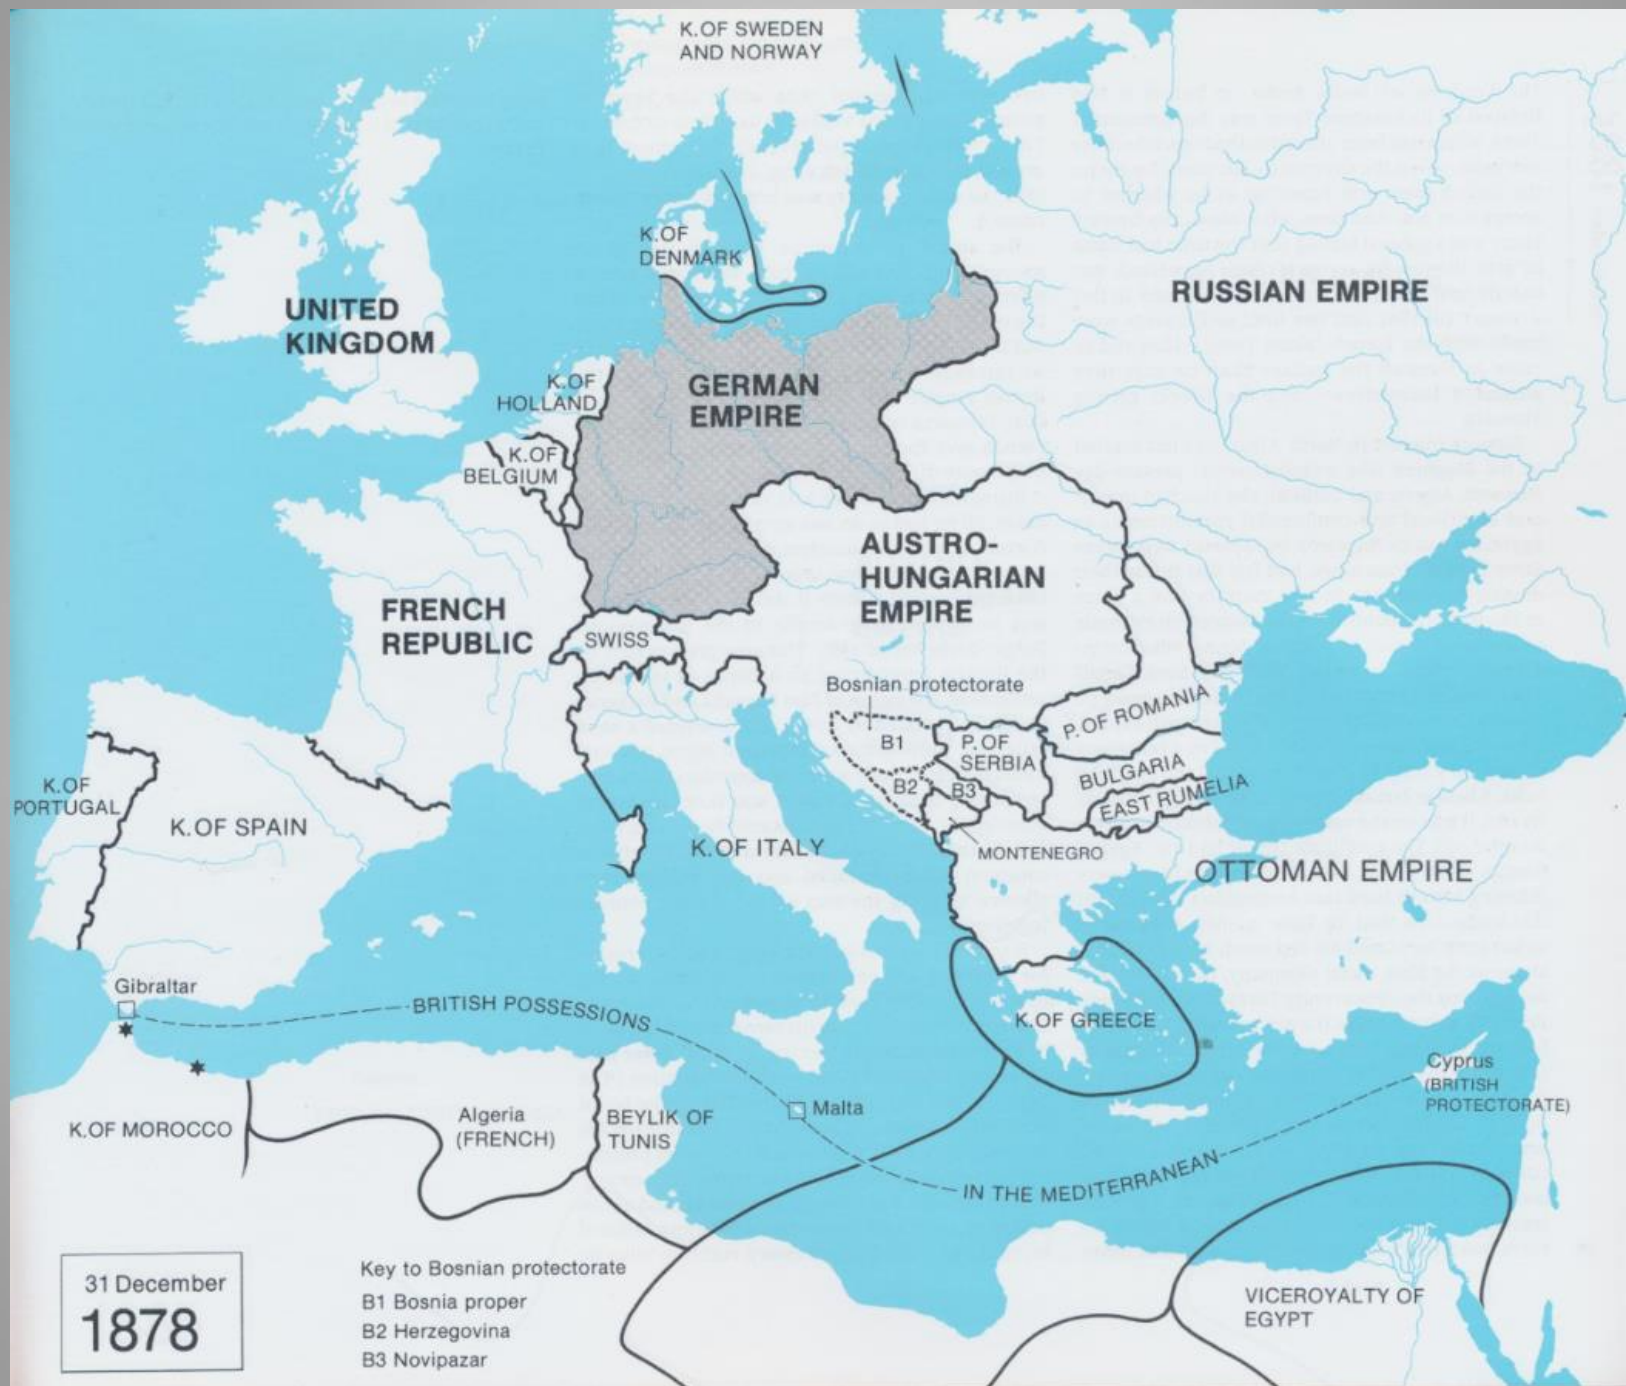 K.OF SWEDEN
AND NORWAY
K.OF
DENMARK
UNITED
KINGDOM
RUSSIAN EMPIRE
K.OF
HOLLAND
GERMAN
EMPIRE
K.OF
BELGIUM
AUSTRO-
HUNGARIAN
EMPIRE
FRENCH
REPUBLIC
SWISS
Bosnian protectorate
P. OF ROMANIA
B1
P. OF
SERBIA
BULGARIA
B2
B3
EAST RUMELIA
K.OF
PORTUGAL
K.OF SPAIN
K.OF ITALY
MONTENEGRO
OTTOMAN EMPIRE
Gibraltar
BRITISH POSSESSIONS
K.OF GREECE
Cyprus
(BRITISH
PROTECTORATE)
K.OF MOROCCO
Algeria
(FRENCH)
BEYLIK OF
TUNIS
Malta
IN THE MEDITERRANEAN
VICEROYALTY OF
EGYPT
31 December
1878
Key to Bosnian protectorate
B1 Bosnia proper
B2 Herzegovina
B3 Novipazar